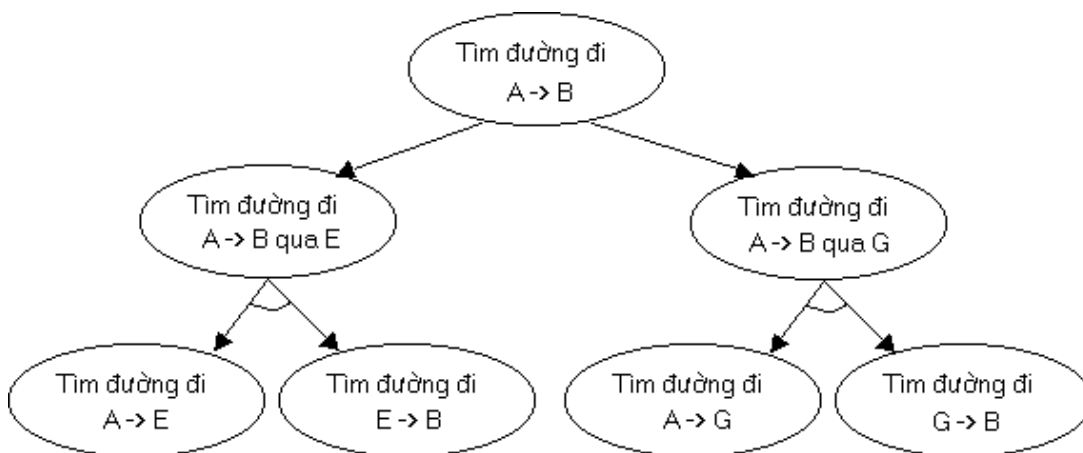 Tìm đường đi
A -> B
Tìm đường đi
A -> B qua E
Tìm đường đi
A -> B qua G
Tìm đường đi
A -> E
Tìm đường đi
E -> B
Tìm đường đi
A -> G
Tìm đường đi
G -> B